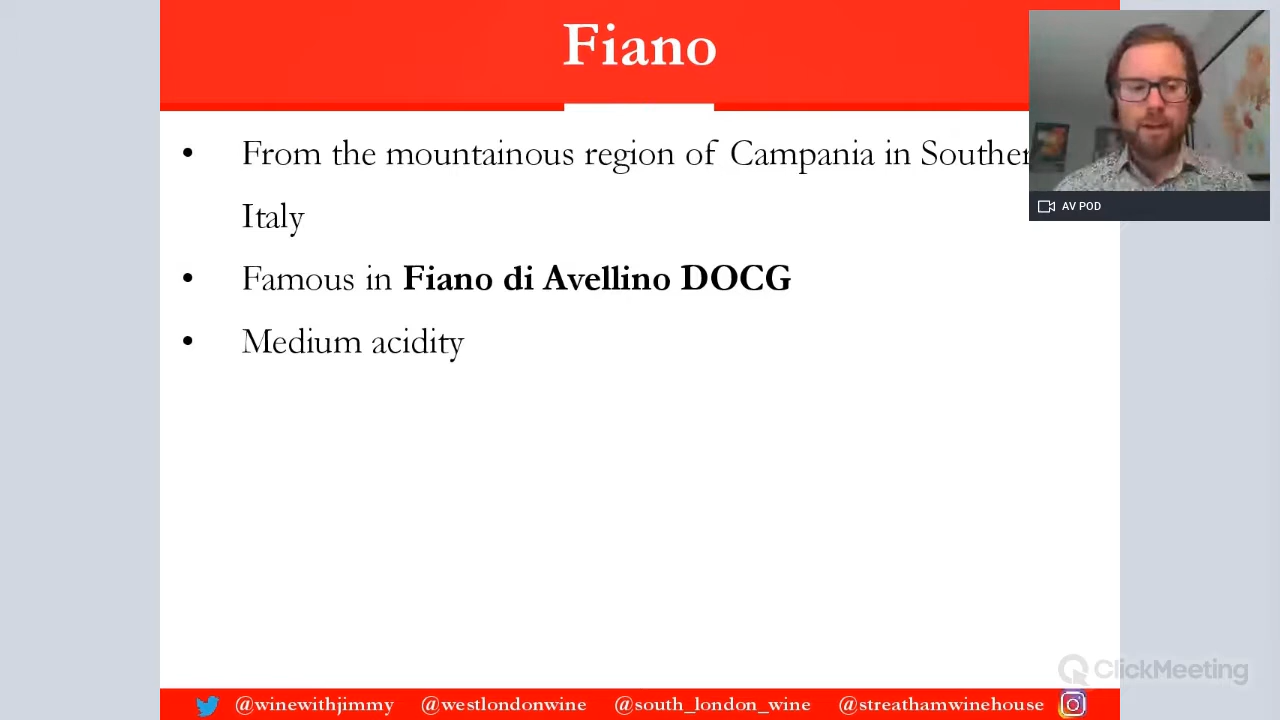 Fiano
• From the mountainous region of Campania in
Italy
• Famous in Fiano di Avellino DOCG
• Medium acidity
AV POD
ClickMeeting
@winewithjimmy @westlondonwine @south_london_wine @streathamwinehouse